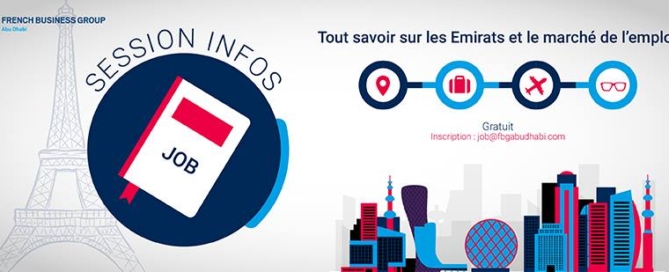 FRENCH BUSINESS GROUP
Abu Dhabi
SESSION INFOS
JOB
Tout savoir sur les Emirats et le marché de l'emplo
Gratuit
Inscription : job@fbgabudhabi.com